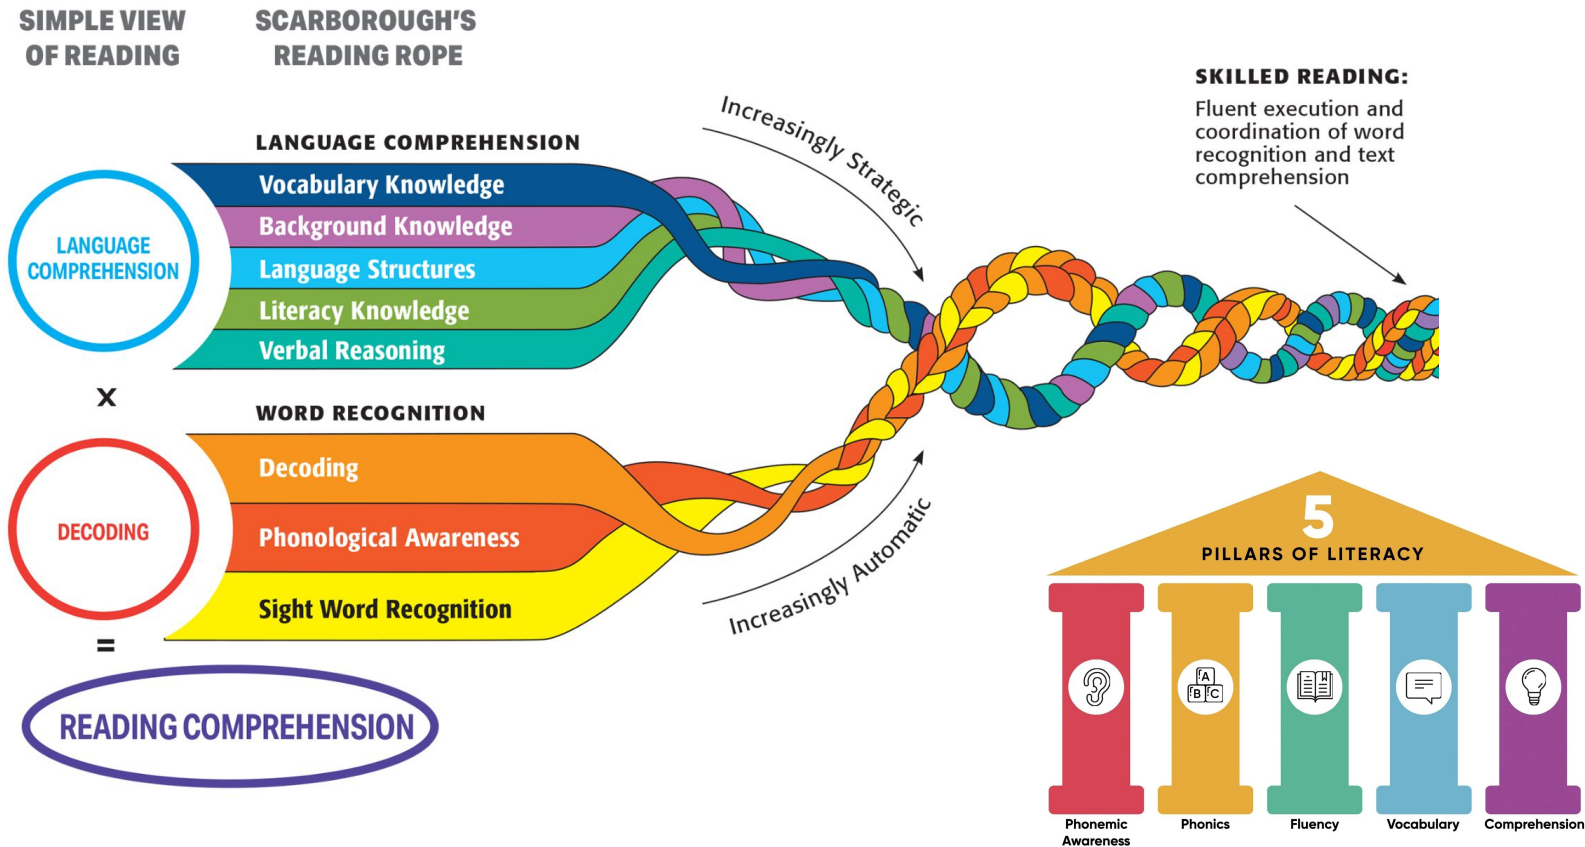 SIMPLE VIEW
OF READING
SCARBOROUGH'S
READING ROPE
LANGUAGE
COMPREHENSION
x
DECODING
=
READING COMPREHENSION
LANGUAGE COMPREHENSION
Vocabulary Knowledge
Background Knowledge
Language Structures
Literacy Knowledge
Verbal Reasoning
WORD RECOGNITION
Decoding
Phonological Awareness
Sight Word Recognition
Increasingly Strategic
Increasingly Automatic
SKILLED READING:
Fluent execution and
coordination of word
recognition and text
comprehension
5
PILLARS OF LITERACY
A
B C
Phonemic
Awareness
Phonics
Fluency
Vocabulary
Comprehension